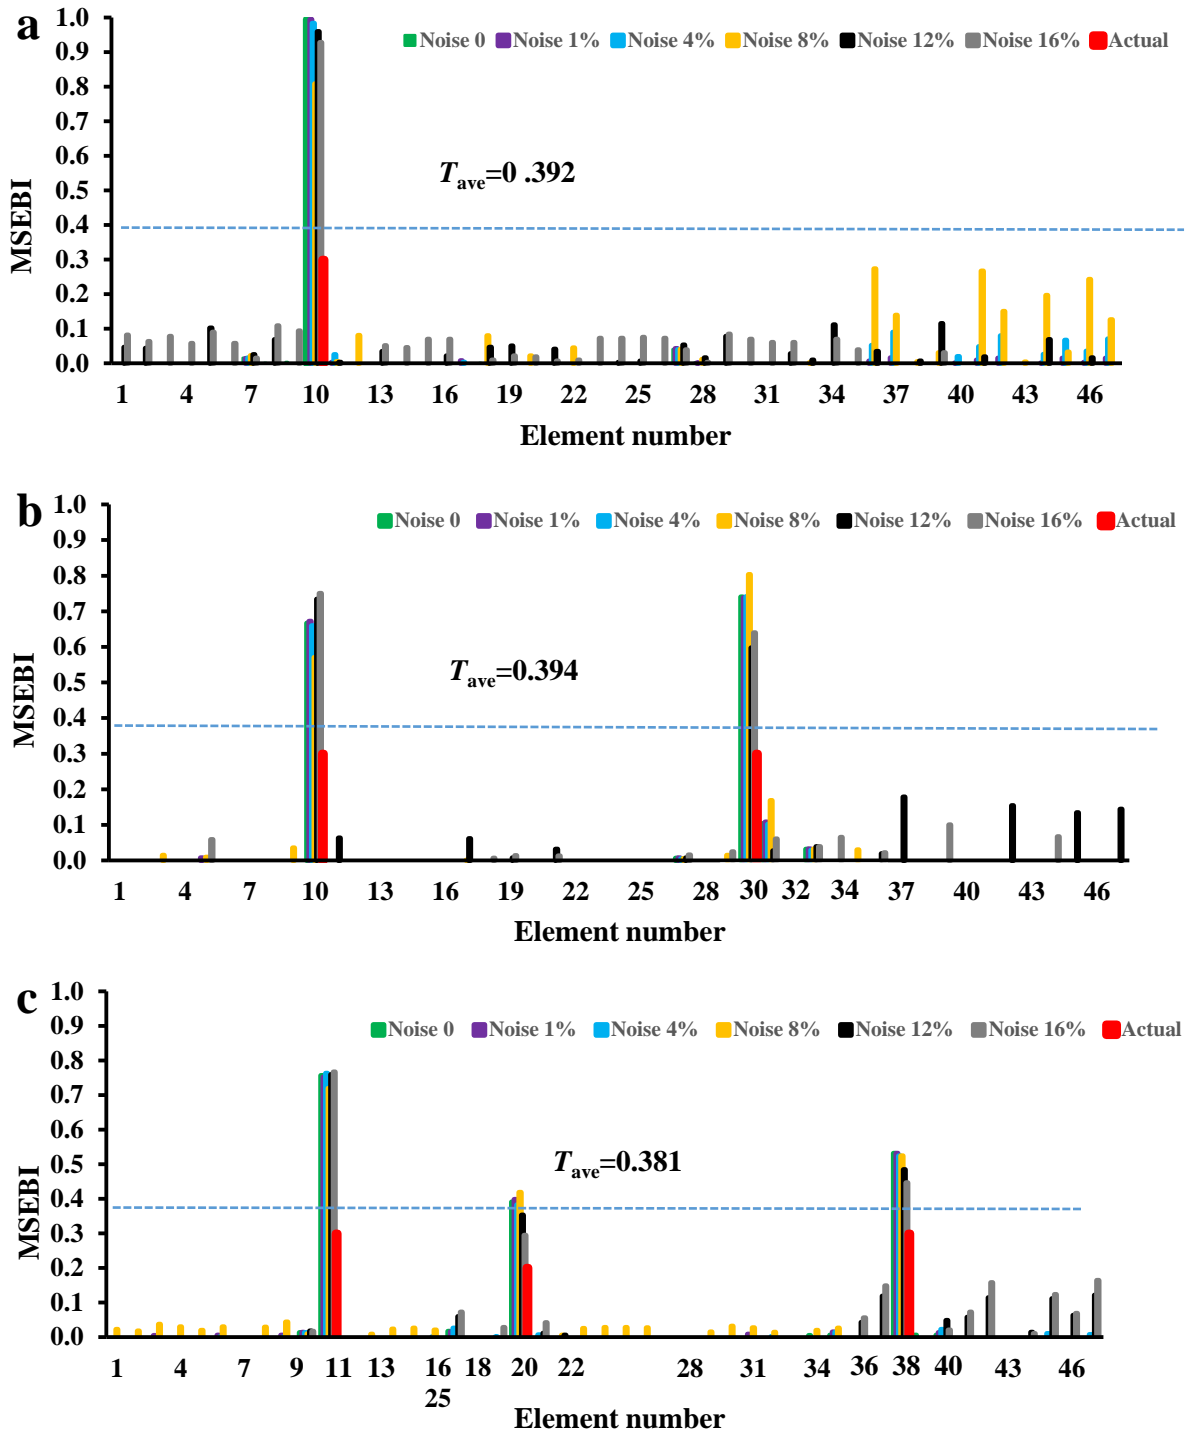 a
1.0
0.9
0.8
0.7
0.6
0.5
0.4
0.3
0.2
0.1
0.0
MSEBI
Noise 0 Noise 1% Noise 4% Noise 8% Noise 12% Noise 16% Actual
Tave=0 .392
1 4 7 10 13 16 19 22 25 28 31 34 37 40 43 46
Element number
b
1.0
0.9
0.8
0.7
0.6
0.5
0.4
0.3
0.2
0.1
0.0
MSEBI
Noise 0 Noise 1% Noise 4% Noise 8% Noise 12% Noise 16% Actual
Tave=0.394
1 4 7 10 13 16 19 22 25 28 30 32 34 37 40 46
Element number
c
1.0
0.9
0.8
0.7
0.6
0.5
0.4
0.3
0.2
0.1
0.0
MSEBI
Noise 0 Noise 1% Noise 4% Noise 8% Noise 12% Noise 16% Actual
Tave=0.381
1 4 7 9 11 13 16 18 20 22 28 31 34 36 38 40 43 46
25
Element number